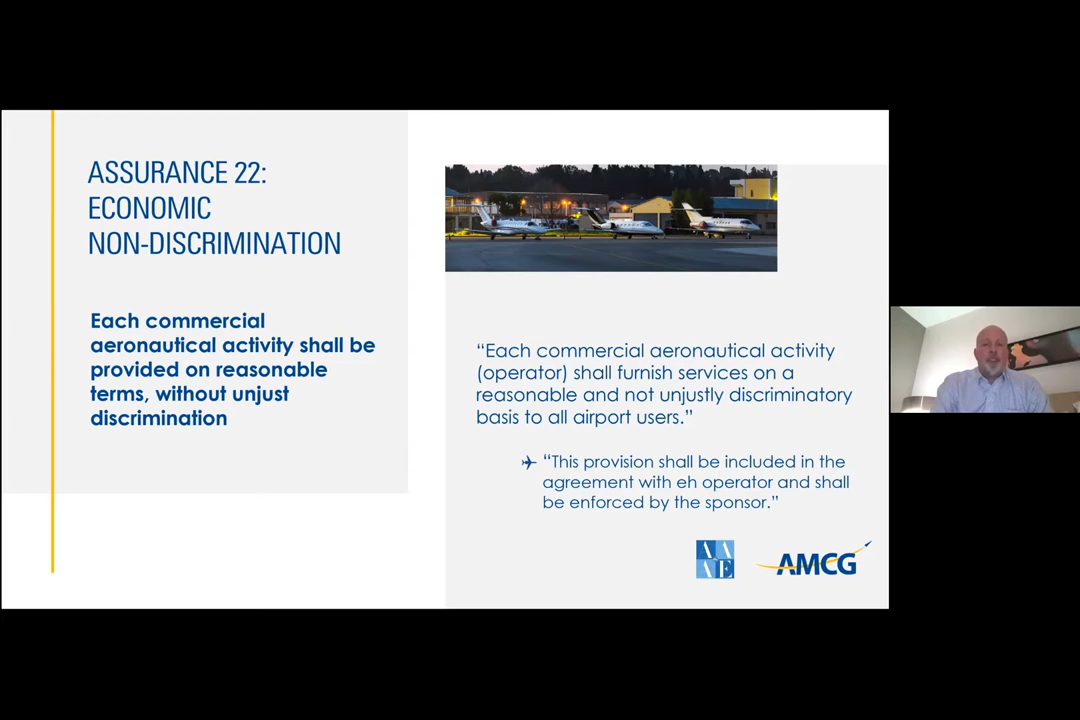 ASSURANCE 22:
ECONOMIC
NON-DISCRIMINATION
Each commercial
aeronautical activity shall be
provided on reasonable
terms, without unjust
discrimination
“Each commercial aeronautical activity
(operator) shall furnish services on a
reasonable and not unjustly discriminatory
basis to all airport users.”
“This provision shall be included in the
agreement with eh operator and shall
be enforced by the sponsor.”
AA
AE
AMCG